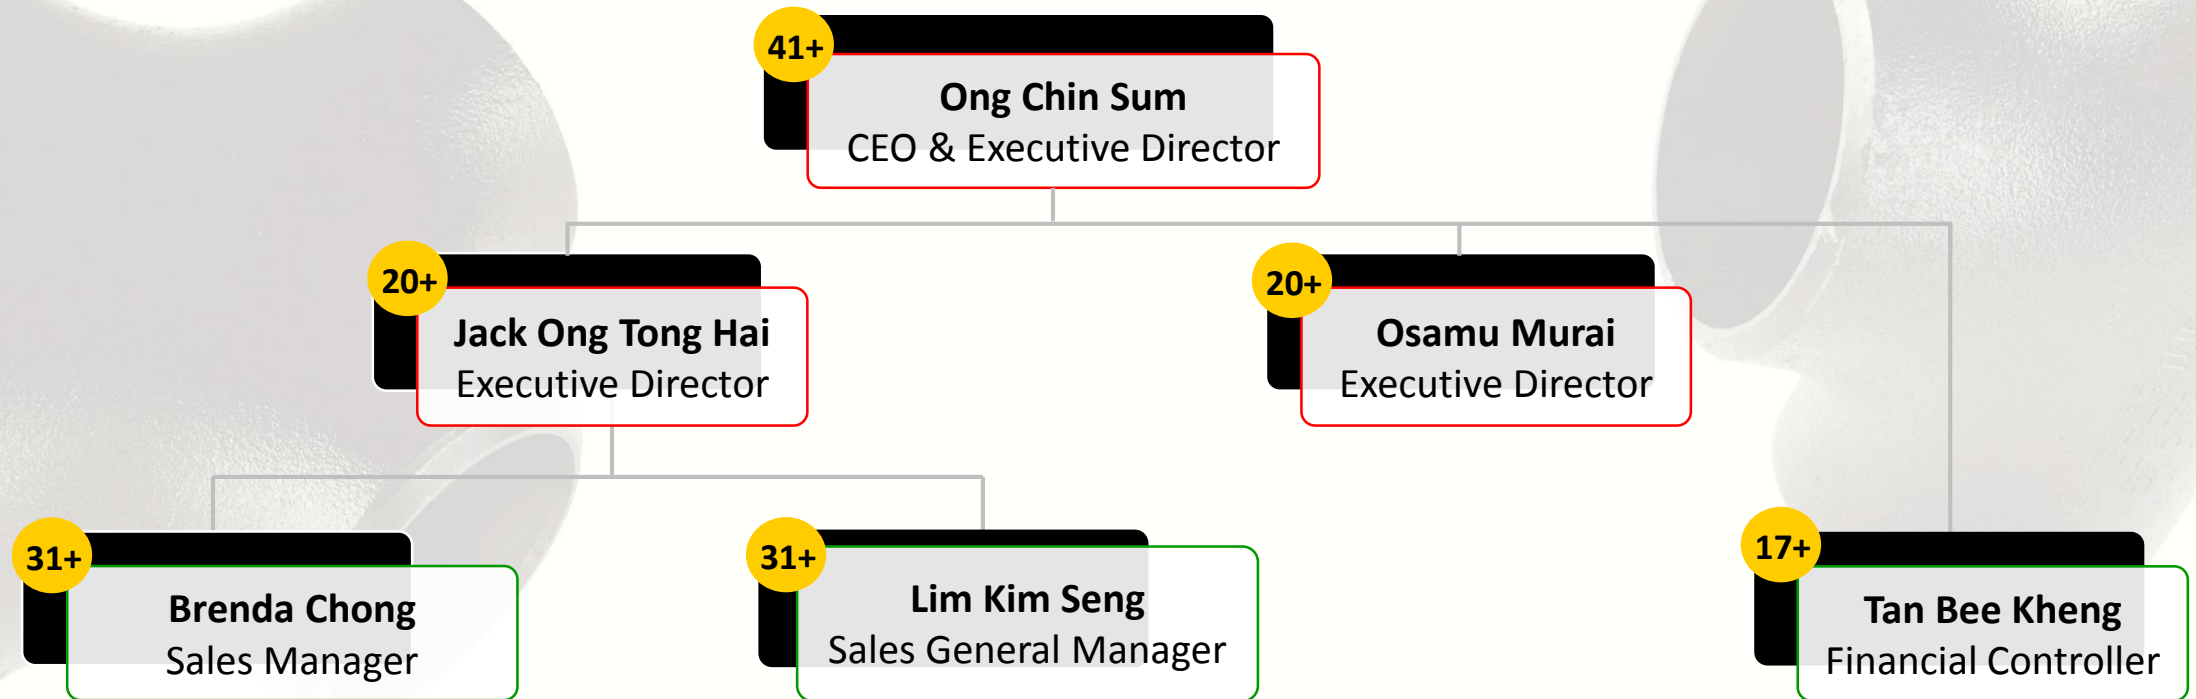 41+
Ong Chin Sum
CEO & Executive Director
20+
Jack Ong Tong Hai
Executive Director
20+
Osamu Murai
Executive Director
31+
Brenda Chong
Sales Manager
31+
Lim Kim Seng
Sales General Manager
17+
Tan Bee Kheng
Financial Controller